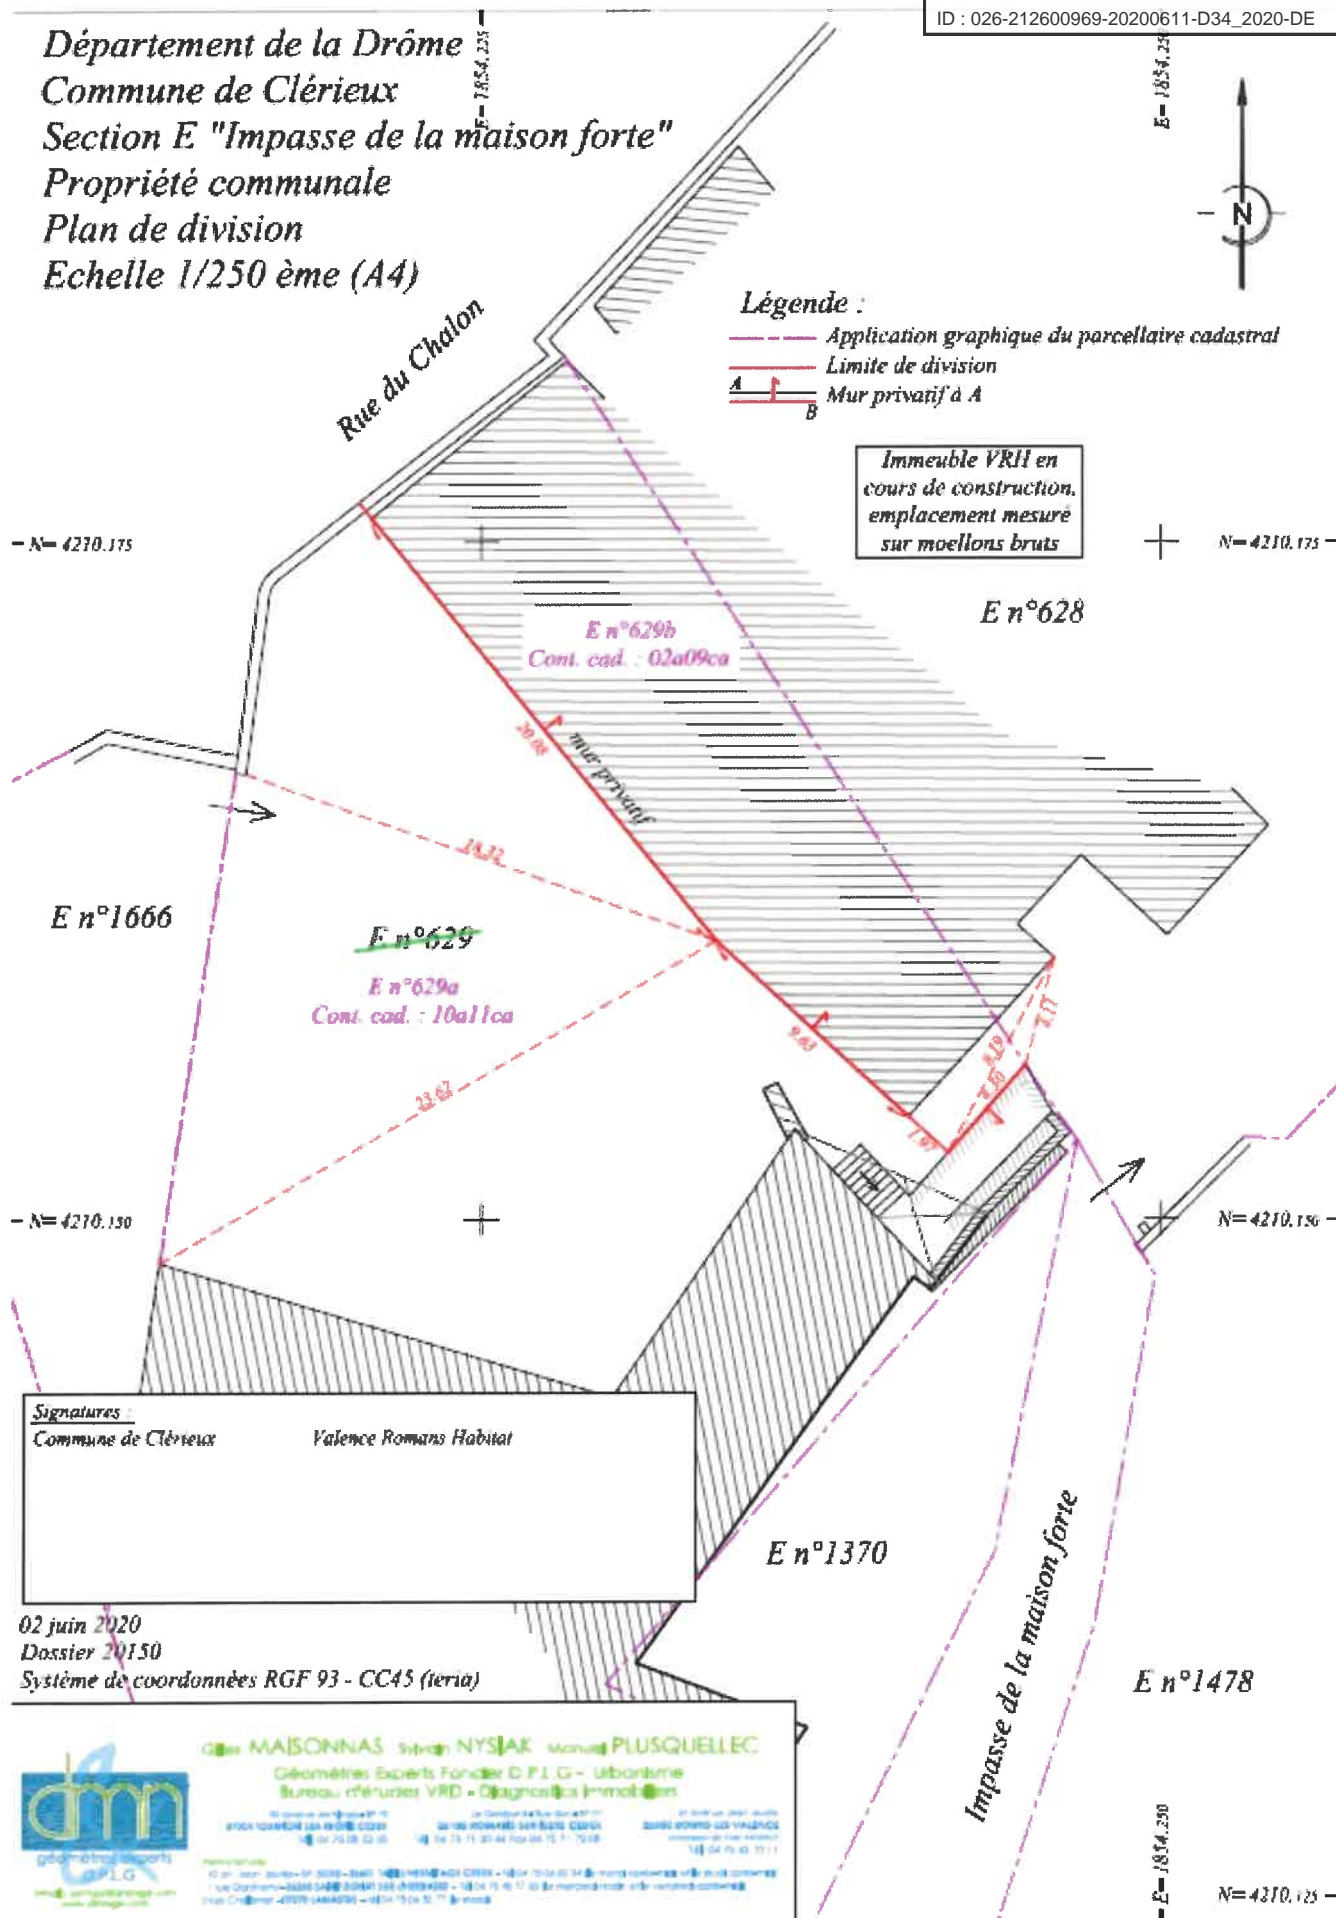 ID : 026-212600969-20200611-D34_2020-DE
Département de la Drôme
Commune de Clérieux
Section E "Impasse de la maison forte"
Propriété communale
Plan de division
Echelle 1/250 ème (A4)
E= 1854.225
E= 1854.250
N
Rue du Chalon
Légende :
Application graphique du parcellaire cadastral
Limite de division
A
B
Mur privatif à A
Immeuble VRH en
cours de construction,
emplacement mesuré
sur moellons bruts
N= 4210.175
N= 4210.175
E n°628
E n°629b
Cont. cad. : 02a09ca
20.08
mur privatif
E n°1666
E n°629
E n°629a
Cont. cad. : 10a11ca
23.62
9.63
1.97
N= 4210.150
N= 4210.150
Signatures :
Commune de Clérieux
Valence Romans Habitat
E n°1370
Impasse de la maison forte
E n°1478
02 juin 2020
Dossier 20150
Système de coordonnées RGF 93 - CC45 (teria)
Gilles MAISONNAS Sylvain NYSIAK Manuel PLUSQUELLEC
Géomètres Experts Foncier D.P.L.G - Urbanisme
Bureau d'études VRD - Diagnostics Immobiliers
dmn
géomètres experts
D.P.L.G
E= 1854.250
N= 4210.125